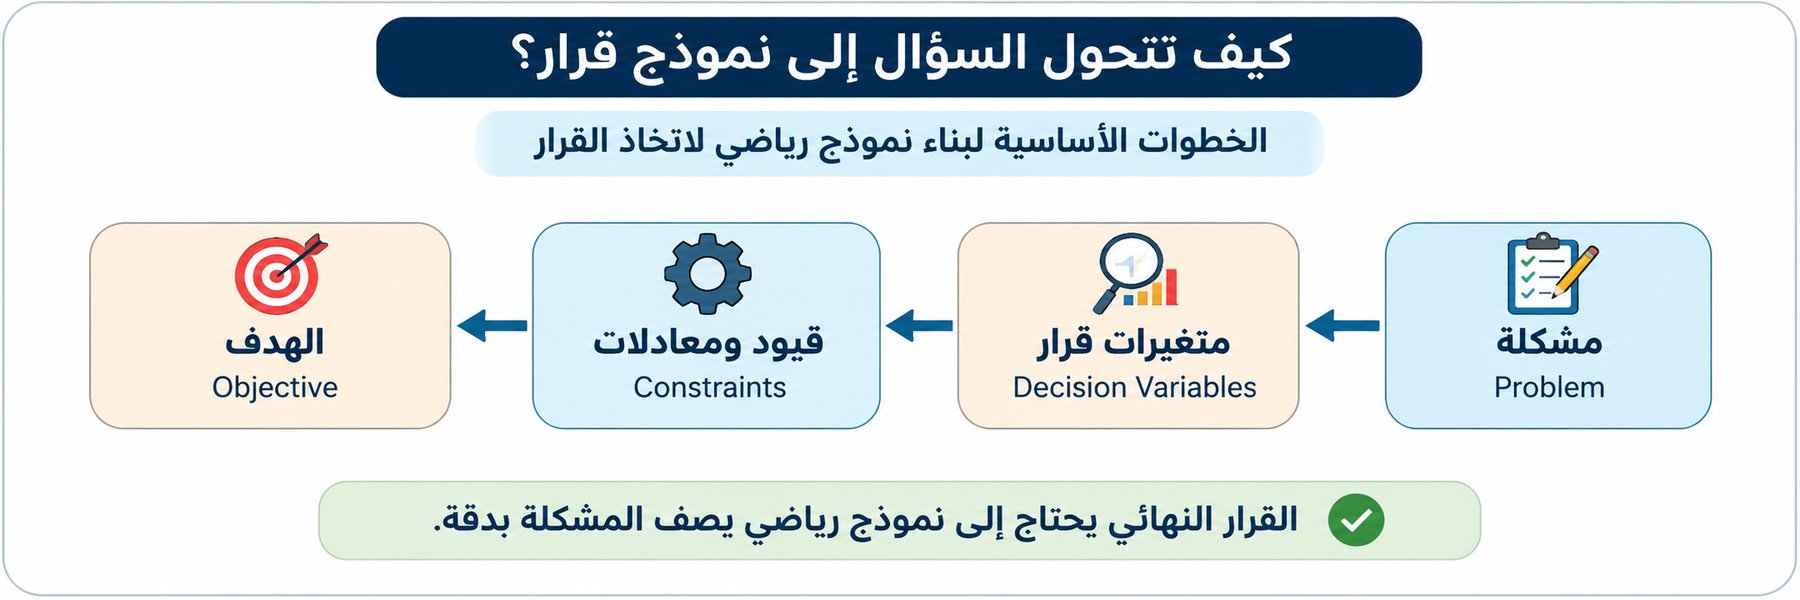 كيف تتحول السؤال إلى نموذج قرار؟
الخطوات الأساسية لبناء نموذج رياضي لاتخاذ القرار
مشكلة
Problem
متغيرات قرار
Decision Variables
قيود ومعادلات
Constraints
الهدف
Objective
القرار النهائي يحتاج إلى نموذج رياضي يصف المشكلة بدقة.